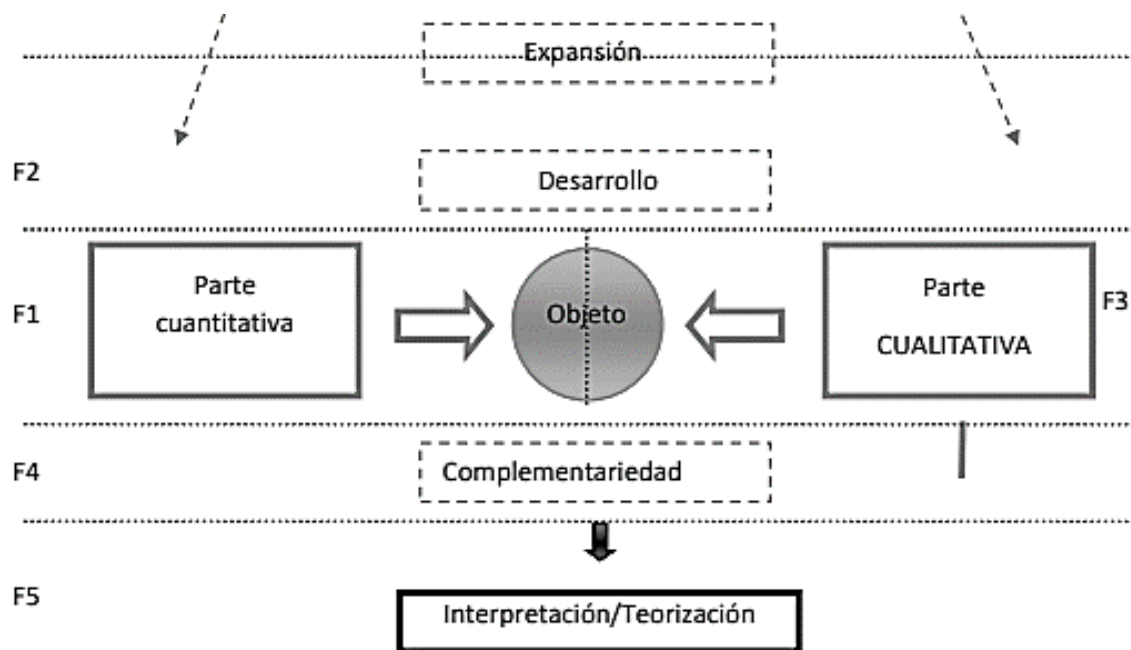 Expansión
F2
Desarrollo
Parte
cuantitativa
F1
Objeto
Parte
CUALITATIVA
F3
F4
Complementariedad
F5
Interpretación/Teorización